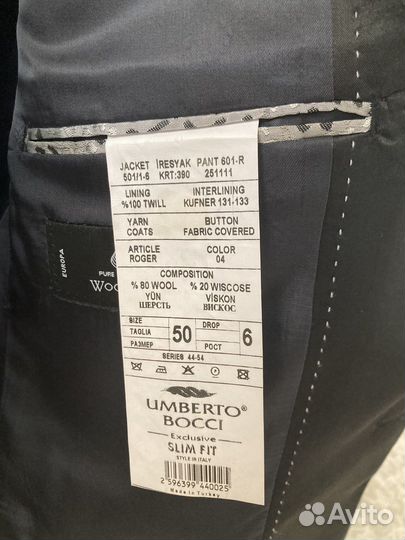 JACKET İRESYAK PANT 601-R
501/1-6 KRT:390 251111
LINING INTERLINING
%100 TWILL KUFNER 131-133
YARN BUTTON
COATS FABRIC COVERED
ARTICLE COLOR
ROGER 04
COMPOSITION
% 80 WOOL % 20 WISCOSE
YÜN VİSKON
ШЕРСТЬ ВИСКОС
SIZE DROP
TAGLIA 50 6
РАЗМЕР РОСТ
SERIES 44-54
UMBERTO®
BOCCI
Exclusive
SLIM FIT
STYLE IN ITALY
2 596399 440025
Made in Turkey
EUROPA
PURE
Woo
Avito